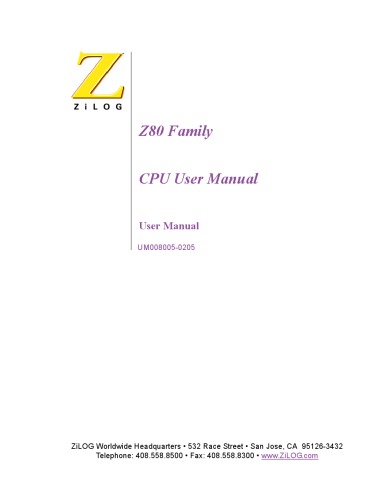 Z
ZiLOG
Z80 Family
CPU User Manual
User Manual
UM008005-0205
ZiLOG Worldwide Headquarters • 532 Race Street • San Jose, CA 95126-3432
Telephone: 408.558.8500 • Fax: 408.558.8300 • www.ZiLOG.com